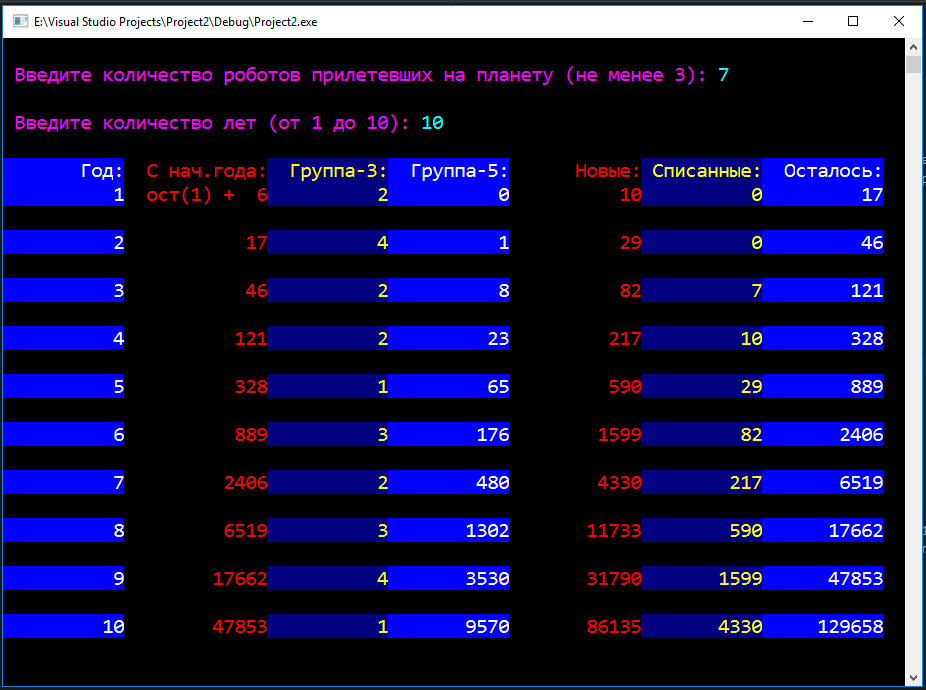 E:\Visual Studio Projects\Project2\Debug\Project2.exe
Введите количество роботов прилетевших на планету (не менее 3): 7
Введите количество лет (от 1 до 10): 10
Год: С нач.года: Группа-3: Группа-5: Новые: Списанные: Осталось:
1 ост(1) + 6 2 0 10 0 17
2 17 4 1 29 0 46
3 46 2 8 82 7 121
4 121 2 23 217 10 328
5 328 1 65 590 29 889
6 889 3 176 1599 82 2406
7 2406 2 480 4330 217 6519
8 6519 3 1302 11733 590 17662
9 17662 4 3530 31790 1599 47853
10 47853 1 9570 86135 4330 129658